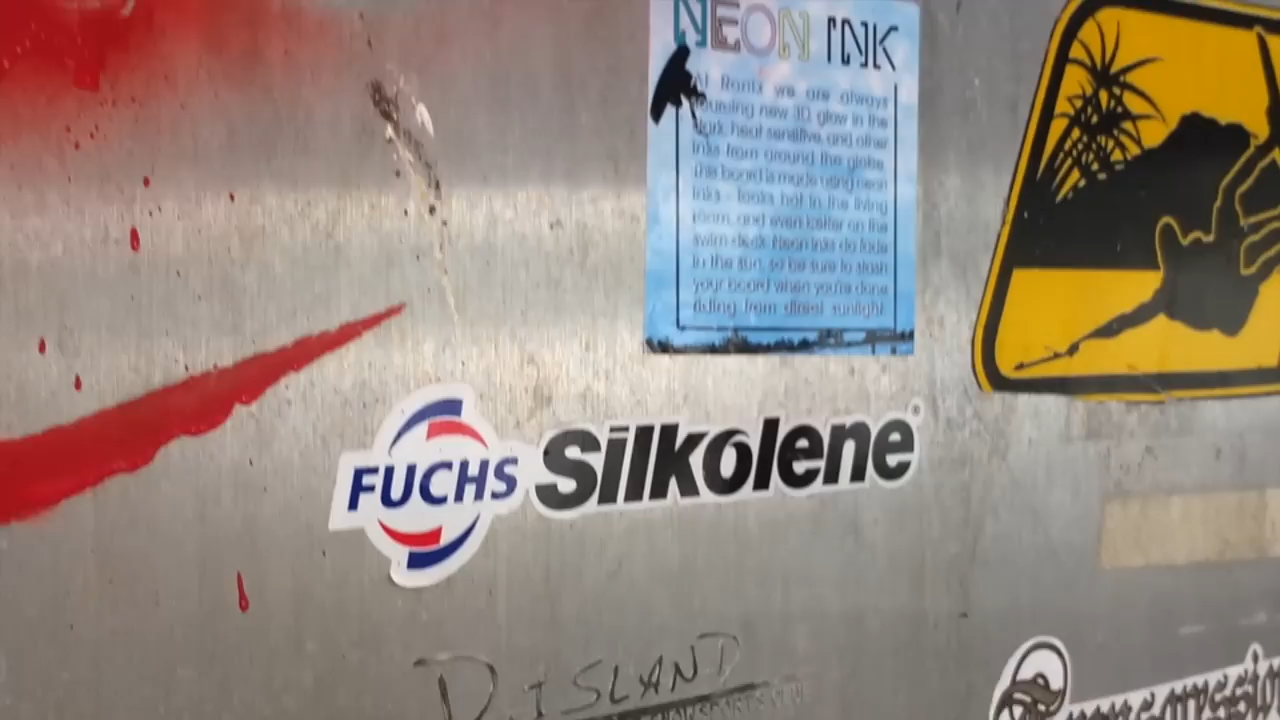 NEON INK
At Ronix we are always
sourcing new 3D, glow in the
dark, heat sensitive, and other
inks from around the globe.
This board is made using neon
inks - looks hot in the living
room, and even better on the
swim deck. Neon inks do fade
in the sun, so be sure to stash
your board when you're done
riding from direct sunlight.
FUCHS Silkolene®
D. ISLAND